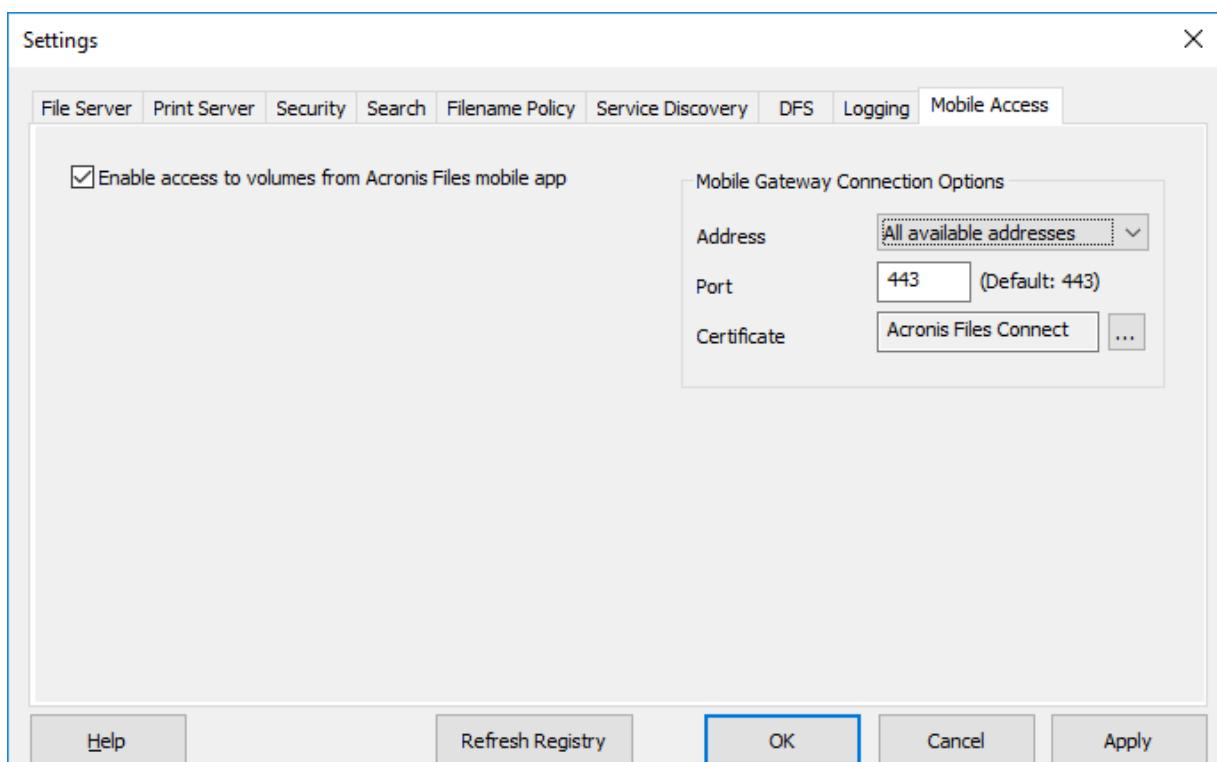 Settings
File Server Print Server Security Search Filename Policy Service Discovery DFS Logging Mobile Access
Enable access to volumes from Acronis Files mobile app
Mobile Gateway Connection Options
Address All available addresses
Port 443 (Default: 443)
Certificate Acronis Files Connect ...
Help Refresh Registry OK Cancel Apply